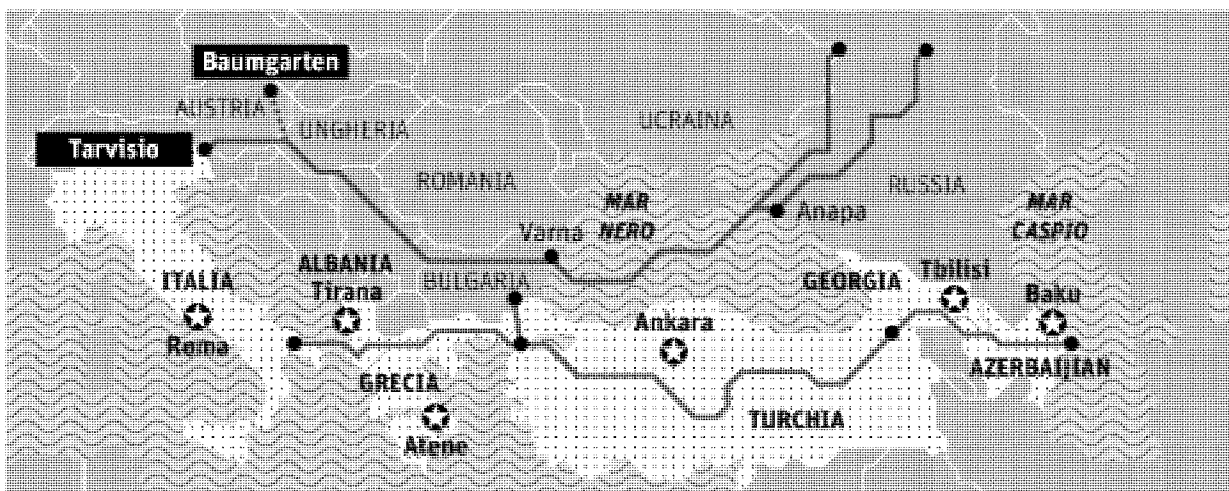 Baumgarten
AUSTRIA
UNGHERIA
UCRAINA
Tarvisio
ROMANIA
RUSSIA
MAR
NERO
Anapa
MAR
CASPIO
Varna
ITALIA
ALBANIA
Tirana
BULGARIA
GEORGIA
Tbilisi
Baku
Roma
Ankara
GRECIA
AZERBAIJIAN
Atene
TURCHIA